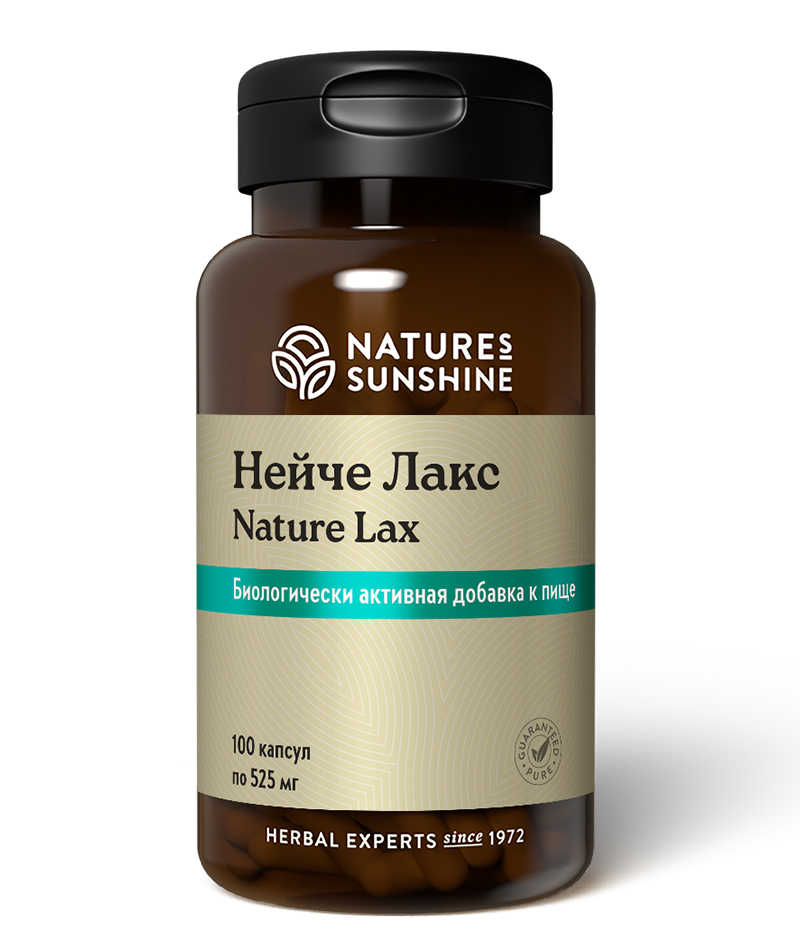 NATURES
SUNSHINE
Нейче Лакс
Nature Lax
Биологически активная добавка к пище
100 капсул
по 525 мг
GUARANTEED
PURE
HERBAL EXPERTS since 1972